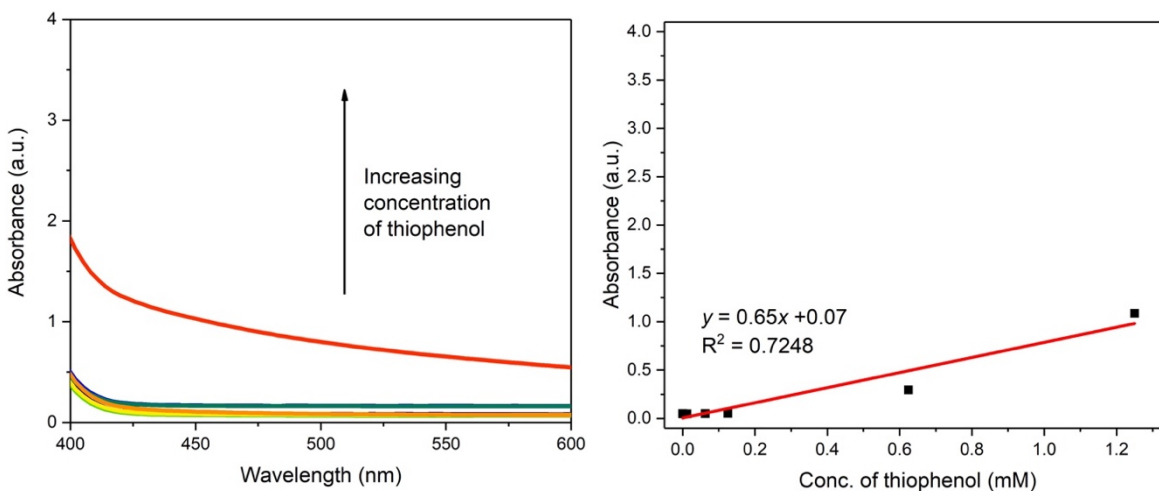 4
3
2
1
0
Absorbance (a.u.)
Increasing
concentration
of thiophenol
400
450
500
550
600
Wavelength (nm)
4.0
3.5
3.0
2.5
2.0
1.5
1.0
0.5
0.0
Absorbance (a.u.)
y = 0.65x +0.07
R² = 0.7248
0.0
0.2
0.4
0.6
0.8
1.0
1.2
Conc. of thiophenol (mM)